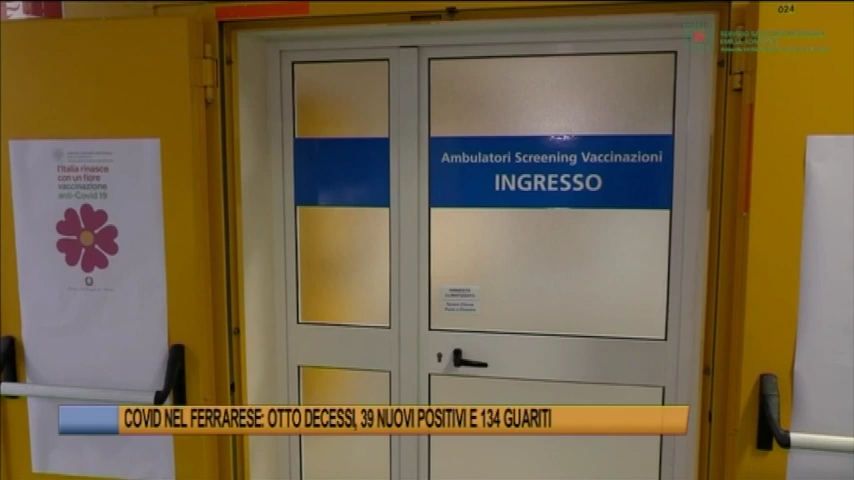 024
l'Italia rinasce
con un fiore
vaccinazione
anti-Covid 19
Ambulatori Screening Vaccinazioni
INGRESSO
COVID NEL FERRARESE: OTTO DECESSI, 39 NUOVI POSITIVI E 134 GUARITI